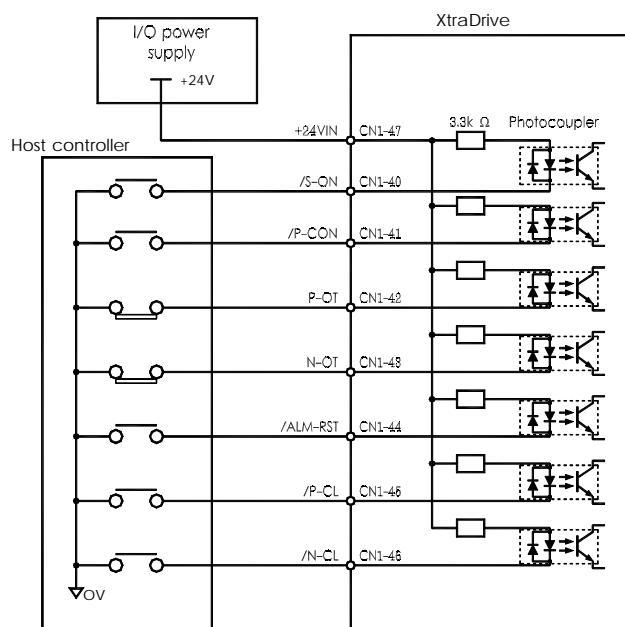 I/O power
supply
+24V
XtraDrive
Host controller
+24VIN CN1-47 3.3k Ω Photocoupler
/S-ON CN1-40
/P-CON CN1-41
P-OT CN1-42
N-OT CN1-43
/ALM-RST CN1-44
/P-CL CN1-45
/N-CL CN1-46
OV